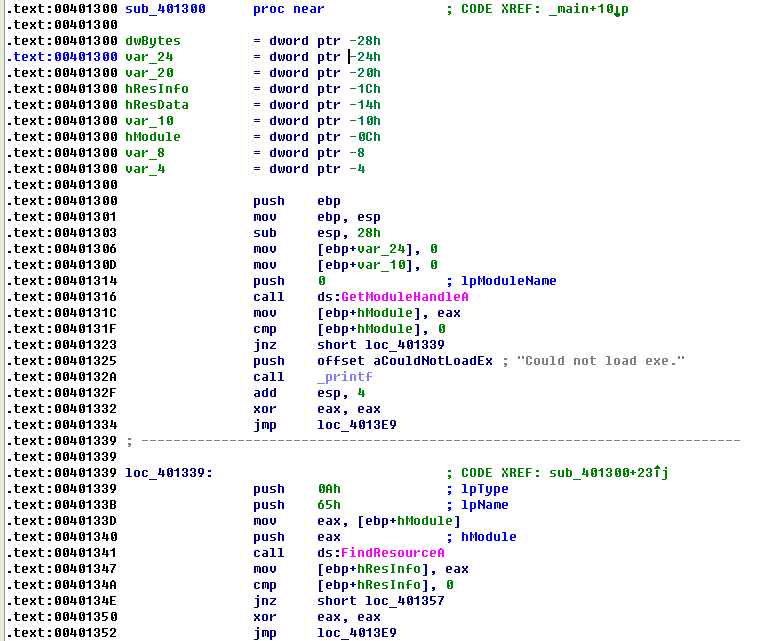 .text:00401300 sub_401300 proc near ; CODE XREF: _main+10↓p
.text:00401300
.text:00401300 dwBytes = dword ptr -28h
.text:00401300 var_24 = dword ptr -24h
.text:00401300 var_20 = dword ptr -20h
.text:00401300 hResInfo = dword ptr -1Ch
.text:00401300 hResData = dword ptr -14h
.text:00401300 var_10 = dword ptr -10h
.text:00401300 hModule = dword ptr -0Ch
.text:00401300 var_8 = dword ptr -8
.text:00401300 var_4 = dword ptr -4
.text:00401300
.text:00401300 push ebp
.text:00401301 mov ebp, esp
.text:00401303 sub esp, 28h
.text:00401306 mov [ebp+var_24], 0
.text:0040130D mov [ebp+var_10], 0
.text:00401314 push 0 ; lpModuleName
.text:00401316 call ds:GetModuleHandleA
.text:0040131C mov [ebp+hModule], eax
.text:0040131F cmp [ebp+hModule], 0
.text:00401323 jnz short loc_401339
.text:00401325 push offset aCouldNotLoadEx ; "Could not load exe."
.text:0040132A call _printf
.text:0040132F add esp, 4
.text:00401332 xor eax, eax
.text:00401334 jmp loc_4013E9
.text:00401339 ; ---------------------------------------------------------------------------
.text:00401339
.text:00401339 loc_401339: ; CODE XREF: sub_401300+23↑j
.text:00401339 push 0Ah ; lpType
.text:0040133B push 65h ; lpName
.text:0040133D mov eax, [ebp+hModule]
.text:00401340 push eax ; hModule
.text:00401341 call ds:FindResourceA
.text:00401347 mov [ebp+hResInfo], eax
.text:0040134A cmp [ebp+hResInfo], 0
.text:0040134E jnz short loc_401357
.text:00401350 xor eax, eax
.text:00401352 jmp loc_4013E9